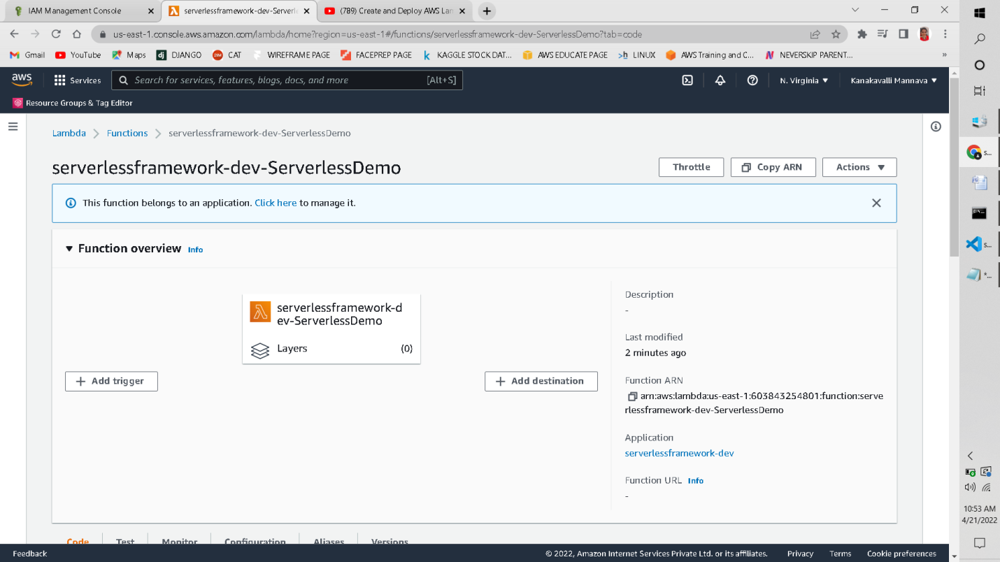 IAM Management Console
serverlessframework-dev-Serverl
(789) Create and Deploy AWS Lan
us-east-1.console.aws.amazon.com/lambda/home?region=us-east-1#/functions/serverlessframework-dev-ServerlessDemo?tab=code
Gmail YouTube Maps DJANGO CAT WIREFRAME PAGE FACEPREP PAGE KAGGLE STOCK DAT... AWS EDUCATE PAGE LINUX AWS Training and C... NEVERSKIP PARENT... »
aws Services Search for services, features, blogs, docs, and more [Alt+S] N. Virginia ▼ Kanakavalli Mannava ▼
Resource Groups & Tag Editor
Lambda > Functions > serverlessframework-dev-ServerlessDemo
serverlessframework-dev-ServerlessDemo
Throttle Copy ARN Actions ▼
This function belongs to an application. Click here to manage it.
▼ Function overview Info
serverlessframework-d
ev-ServerlessDemo
Layers (0)
+ Add trigger
+ Add destination
Description
-
Last modified
2 minutes ago
Function ARN
arn:aws:lambda:us-east-1:603843254801:function:serve
rlessframework-dev-ServerlessDemo
Application
serverlessframework-dev
Function URL Info
-
Code Test Monitor Configuration Aliases Versions
Feedback © 2022, Amazon Internet Services Private Ltd. or its affiliates. Privacy Terms Cookie preferences
s...
s...
*...
10:53 AM
4/21/2022